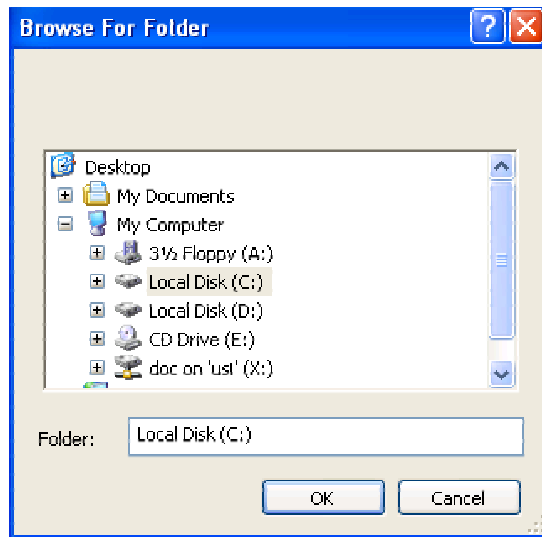 Browse For Folder
Desktop
My Documents
My Computer
3½ Floppy (A:)
Local Disk (C:)
Local Disk (D:)
CD Drive (E:)
doc on 'usi' (X:)
Folder: Local Disk (C:)
OK Cancel